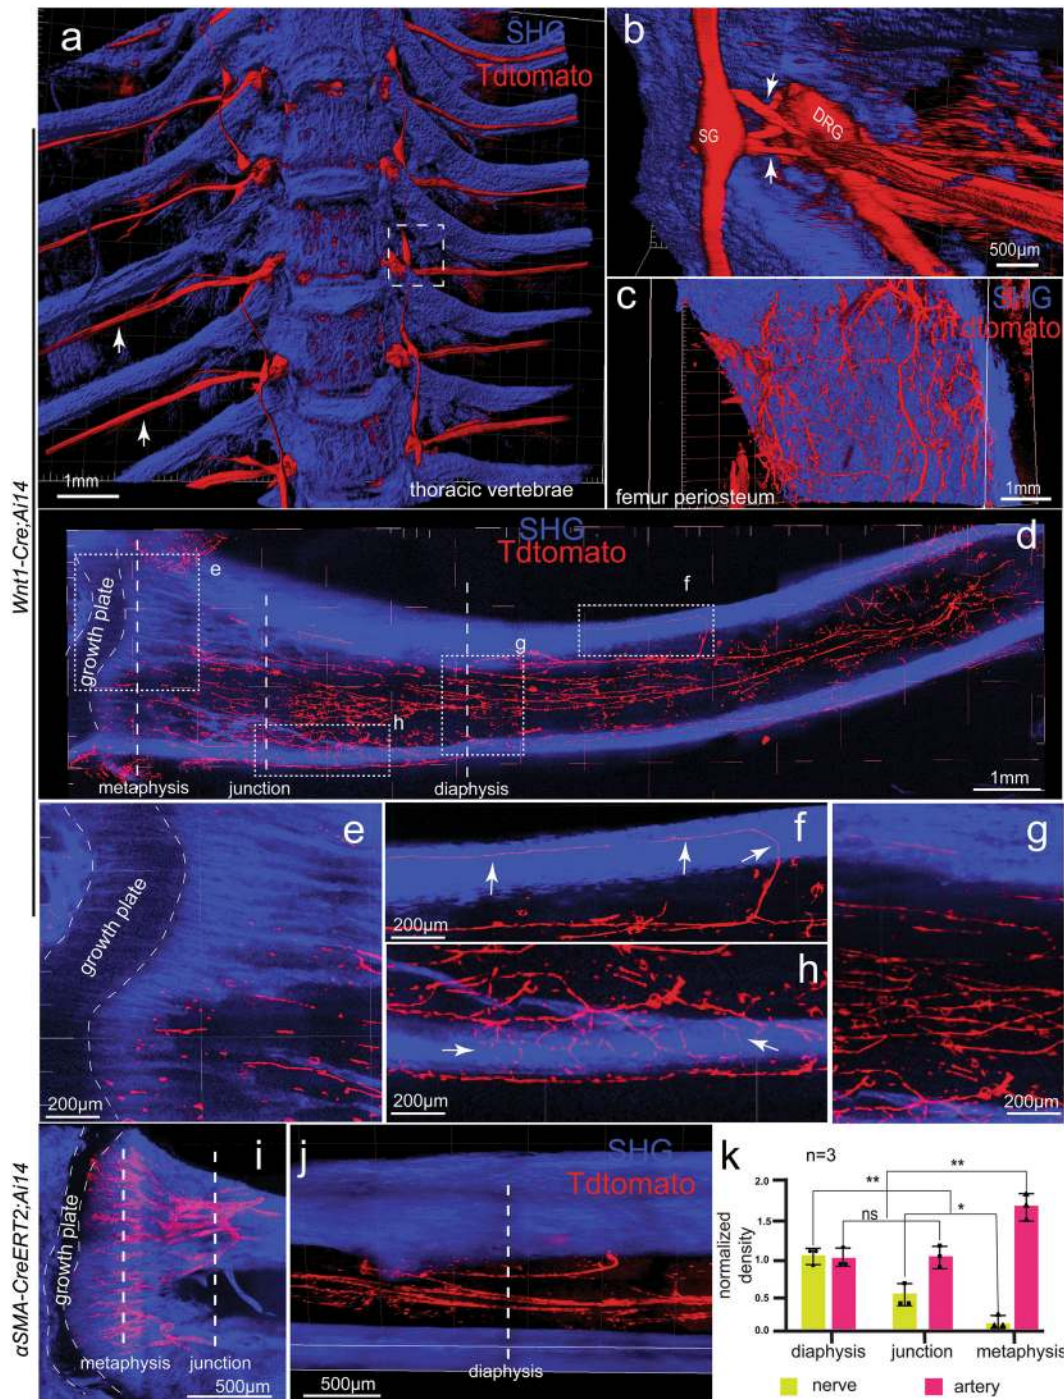 Wnt1-Cre;Ai14
αSMA-CreERT2;Ai14
a
SHG
Tdtomato
1mm
thoracic vertebrae
b
SG
DRG
500µm
c
SHG
Tdtomato
femur periosteum
1mm
SHG
Tdtomato
d
e
f
g
h
growth plate
metaphysis
junction
diaphysis
1mm
e
growth plate
200µm
f
200µm
g
200µm
h
200µm
i
growth plate
metaphysis
junction
500µm
j
SHG
Tdtomato
diaphysis
500µm
k
n=3
**
**
ns
*
normalized
density
2.0
1.5
1.0
0.5
0.0
diaphysis
junction
metaphysis
nerve
artery